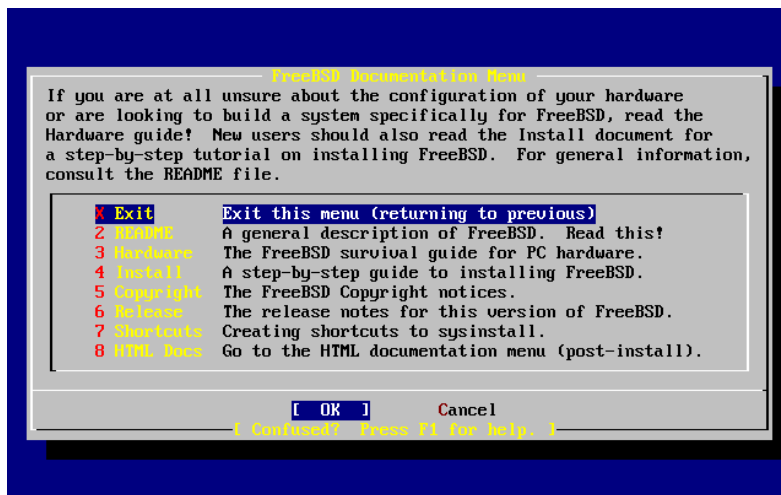 FreeBSD Documentation Menu
If you are at all unsure about the configuration of your hardware
or are looking to build a system specifically for FreeBSD, read the
Hardware guide!  New users should also read the Install document for
a step-by-step tutorial on installing FreeBSD.  For general information,
consult the README file.
X Exit Exit this menu (returning to previous)
2 README A general description of FreeBSD.  Read this!
3 Hardware The FreeBSD survival guide for PC hardware.
4 Install A step-by-step guide to installing FreeBSD.
5 Copyright The FreeBSD Copyright notices.
6 Release The release notes for this version of FreeBSD.
7 Shortcuts Creating shortcuts to sysinstall.
8 HTML Docs Go to the HTML documentation menu (post-install).
[ OK ] Cancel
[ Confused? Press F1 for help. ]